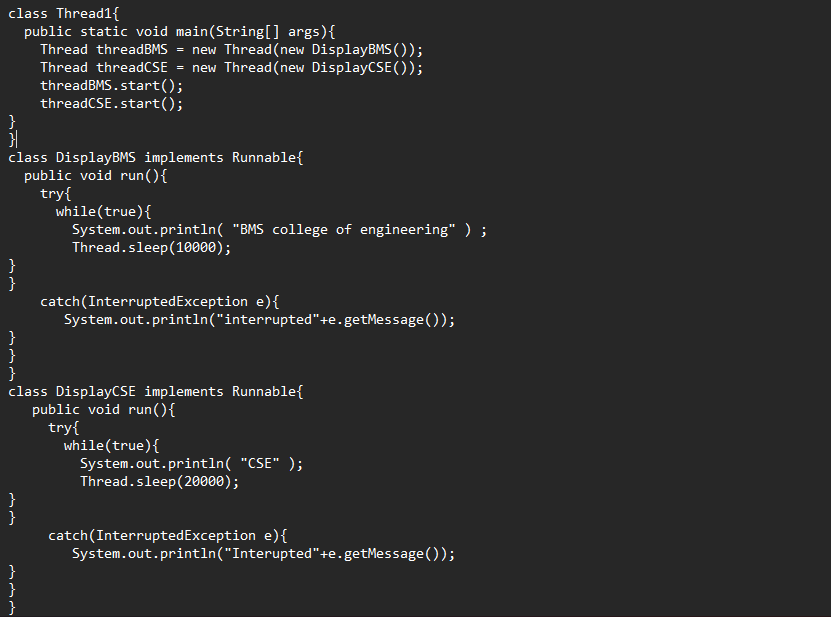 class Thread1{
public static void main(String[] args){
Thread threadBMS = new Thread(new DisplayBMS());
Thread threadCSE = new Thread(new DisplayCSE());
threadBMS.start();
threadCSE.start();
}
}
class DisplayBMS implements Runnable{
public void run(){
try{
while(true){
System.out.println( "BMS college of engineering" ) ;
Thread.sleep(10000);
}
}
catch(InterruptedException e){
System.out.println("interrupted"+e.getMessage());
}
}
}
class DisplayCSE implements Runnable{
public void run(){
try{
while(true){
System.out.println( "CSE" );
Thread.sleep(20000);
}
}
catch(InterruptedException e){
System.out.println("Interupted"+e.getMessage());
}
}
}